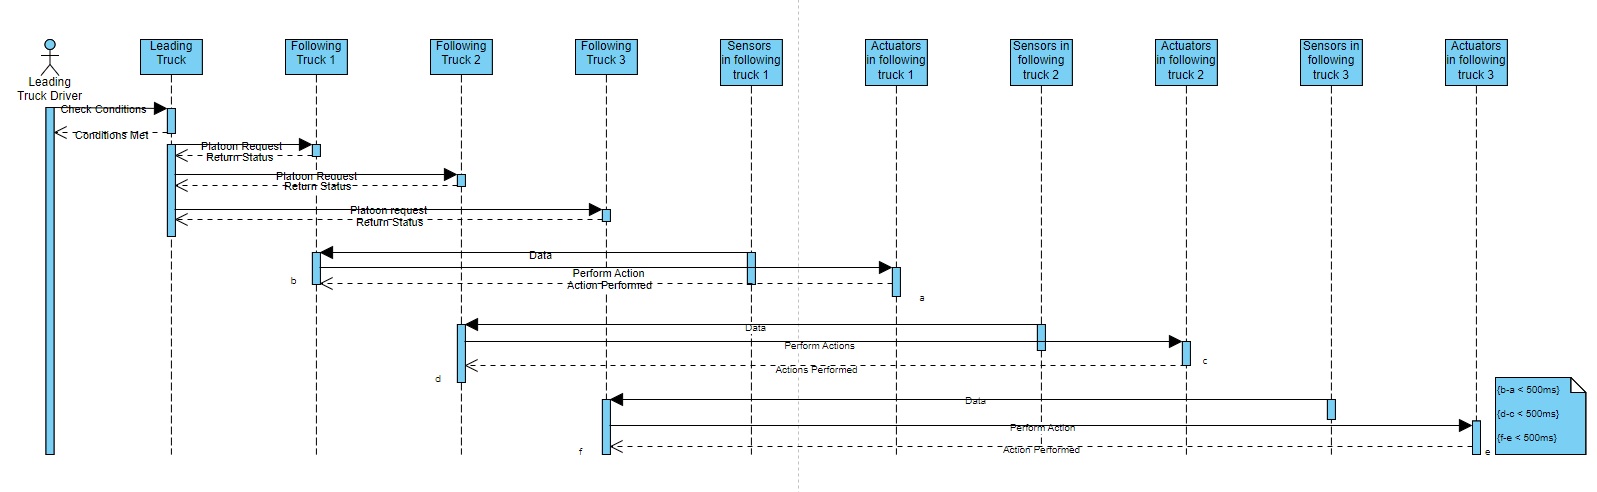 Leading
Truck Driver
Leading
Truck
Following
Truck 1
Following
Truck 2
Following
Truck 3
Sensors
in following
truck 1
Actuators
in following
truck 1
Sensors in
following
truck 2
Actuators
in following
truck 2
Sensors in
following
truck 3
Actuators
in following
truck 3
Check Conditions
Conditions Met
Platoon Request
Return Status
Platoon Request
Return Status
Platoon request
Return Status
Data
Perform Action
Action Performed
b
a
Data
Perform Actions
Actions Performed
c
d
Data
Perform Action
Action Performed
f
e
{b-a < 500ms}
{d-c < 500ms}
{f-e < 500ms}